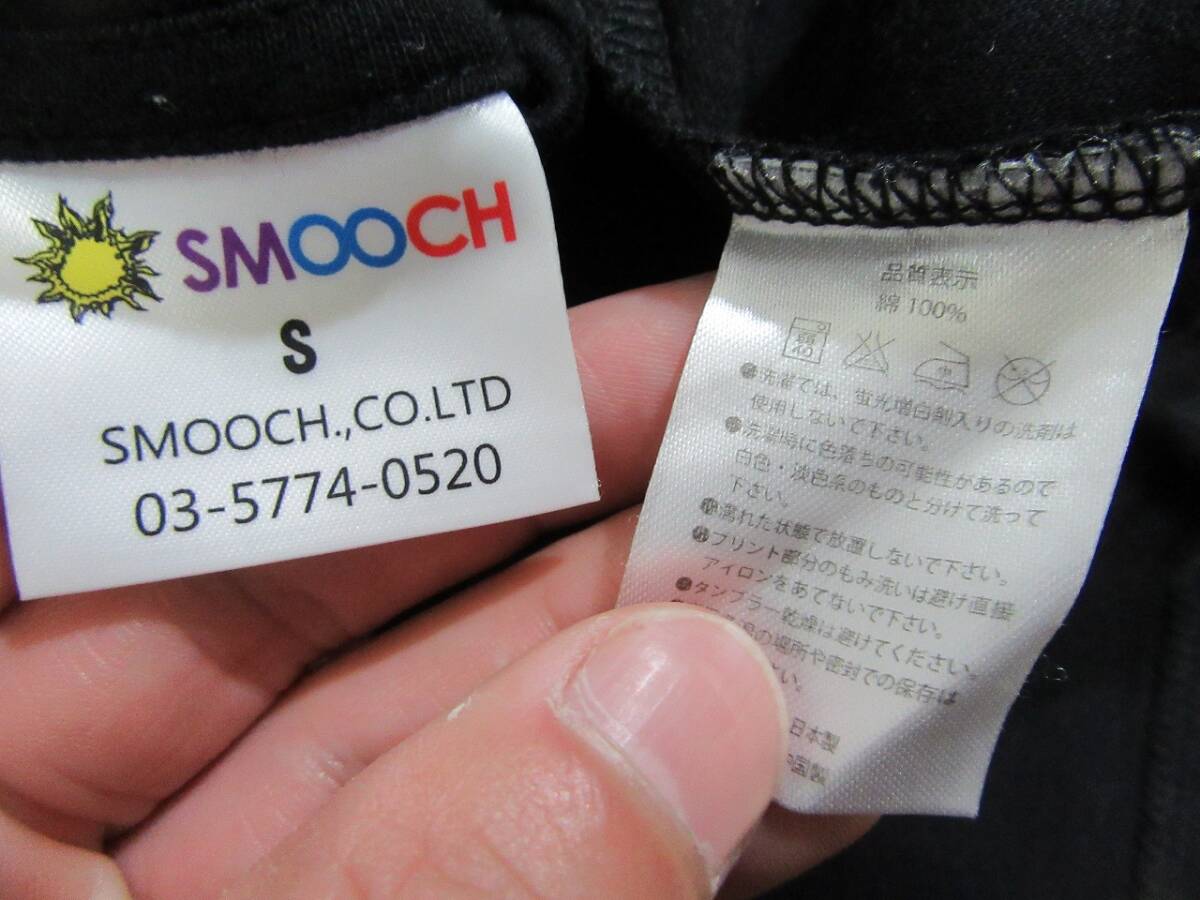 SMOOCH
S
SMOOCH.,CO.LTD
03-5774-0520
品質表示
綿 100%
40
中
洗濯では、蛍光増白剤入りの洗剤は
使用しないで下さい。
洗濯時に色落ちの可能性があるので
白色・淡色系のものと分けて洗って
下さい。
濡れた状態で放置しないで下さい。
プリント部分のもみ洗いは避け直接
アイロンをあてないで下さい。
タンブラー乾燥は避けてください。
の場所や密封での保存は
さい。
日本製
国製